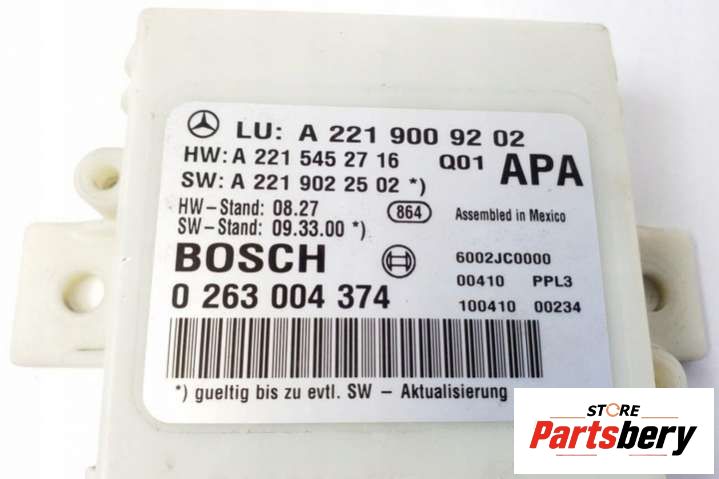 LU: A 221 900 92 02
HW: A 221 545 27 16 Q01 APA
SW: A 221 902 25 02 *)
HW-Stand: 08.27 864 Assembled in Mexico
SW-Stand: 09.33.00 *)
BOSCH 6002JC0000
0 263 004 374 00410 PPL3
100410 00234
*) gueltig bis zu evtl. SW - Aktualisierung
STORE
Partsbery